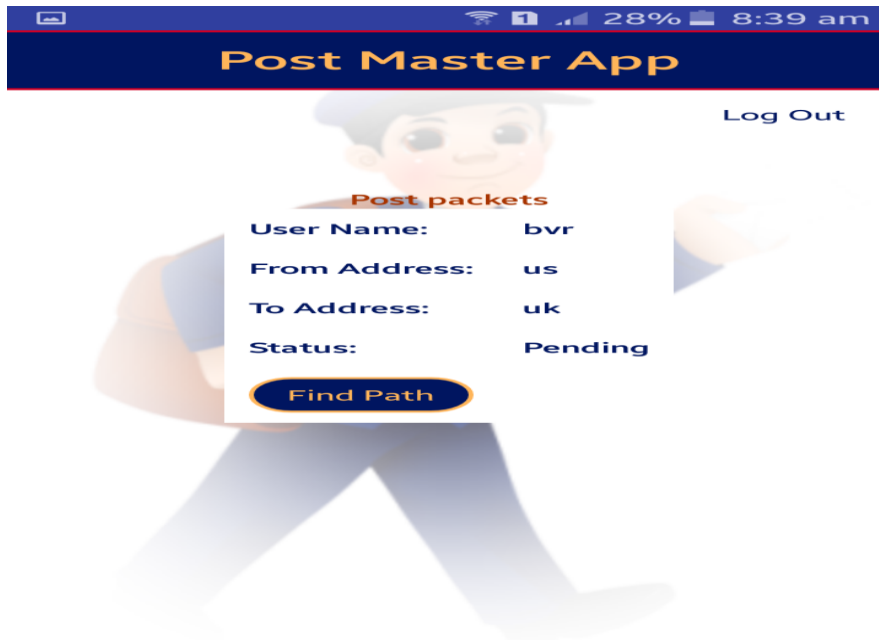 1 28% 8:39 am
Post Master App
Log Out
Post packets
User Name: bvr
From Address: us
To Address: uk
Status: Pending
Find Path